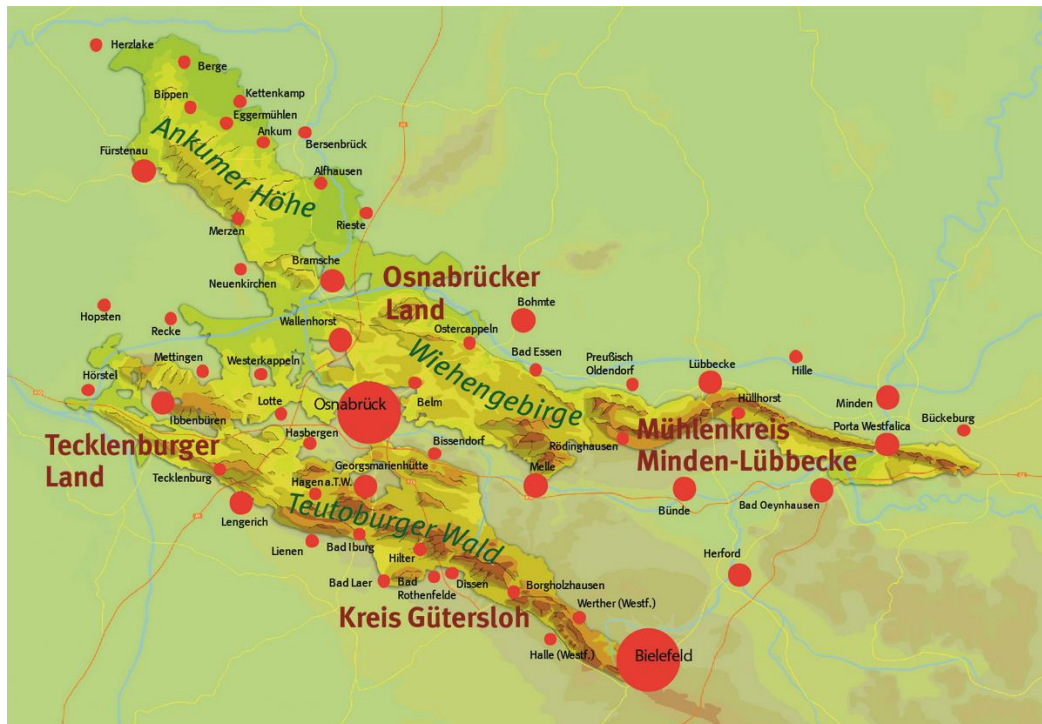 Herzlake
Berge
Bippen
Kettenkamp
Eggermühlen
Ankum
Bersenbrück
Fürstenau
Ankumer Höhe
Alfhausen
Merzen
Rieste
Neuenkirchen
Bramsche
Osnabrücker
Land
Hopsten
Recke
Wallenhorst
Bohmte
Ostercappeln
Mettingen
Westerkappeln
Wiehengebirge
Bad Essen
Preußisch
Oldendorf
Lübbecke
Hille
Hörstel
Ibbenbüren
Lotte
Osnabrück
Belm
Hüllhorst
Minden
Bückeburg
Porta Westfalica
Tecklenburger
Land
Hasbergen
Bissendorf
Rödinghausen
Mühlenkreis
Minden-Lübbecke
Tecklenburg
Georgsmarienhütte
Melle
Hagen a.T.W.
Lengerich
Teutoburger Wald
Bünde
Bad Oeynhausen
Lienen
Bad Iburg
Hilter
Herford
Bad Laer
Bad
Rothenfelde
Dissen
Borgholzhausen
Kreis Gütersloh
Werther (Westf.)
Halle (Westf.)
Bielefeld